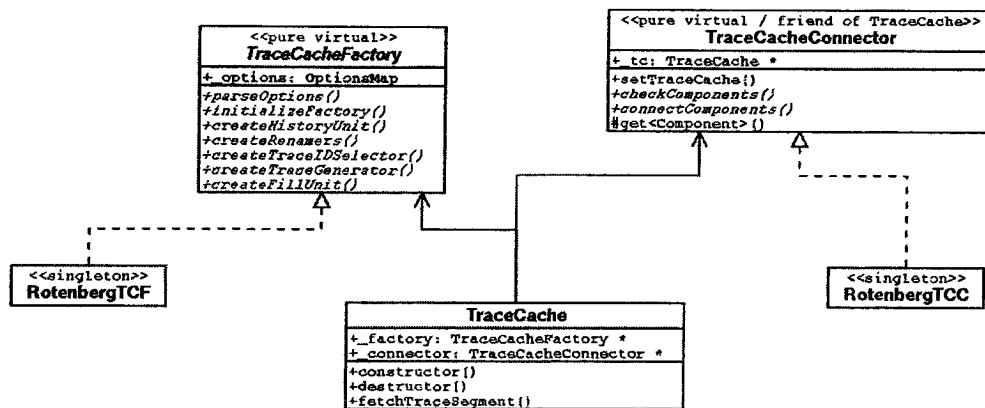 <<pure virtual>>
TraceCacheFactory
+_options: OptionsMap
+parseOptions()
+initializeFactory()
+createHistoryUnit()
+createRenamers()
+createTraceIDSelector()
+createTraceGenerator()
+createFillUnit()
<<pure virtual / friend of TraceCache>>
TraceCacheConnector
+_tc: TraceCache *
+setTraceCache()
+checkComponents()
+connectComponents()
#get<Component>()
<<singleton>>
RotenbergTCF
<<singleton>>
RotenbergTCC
TraceCache
+_factory: TraceCacheFactory *
+_connector: TraceCacheConnector *
+constructor()
+destructor()
+fetchTraceSegment()